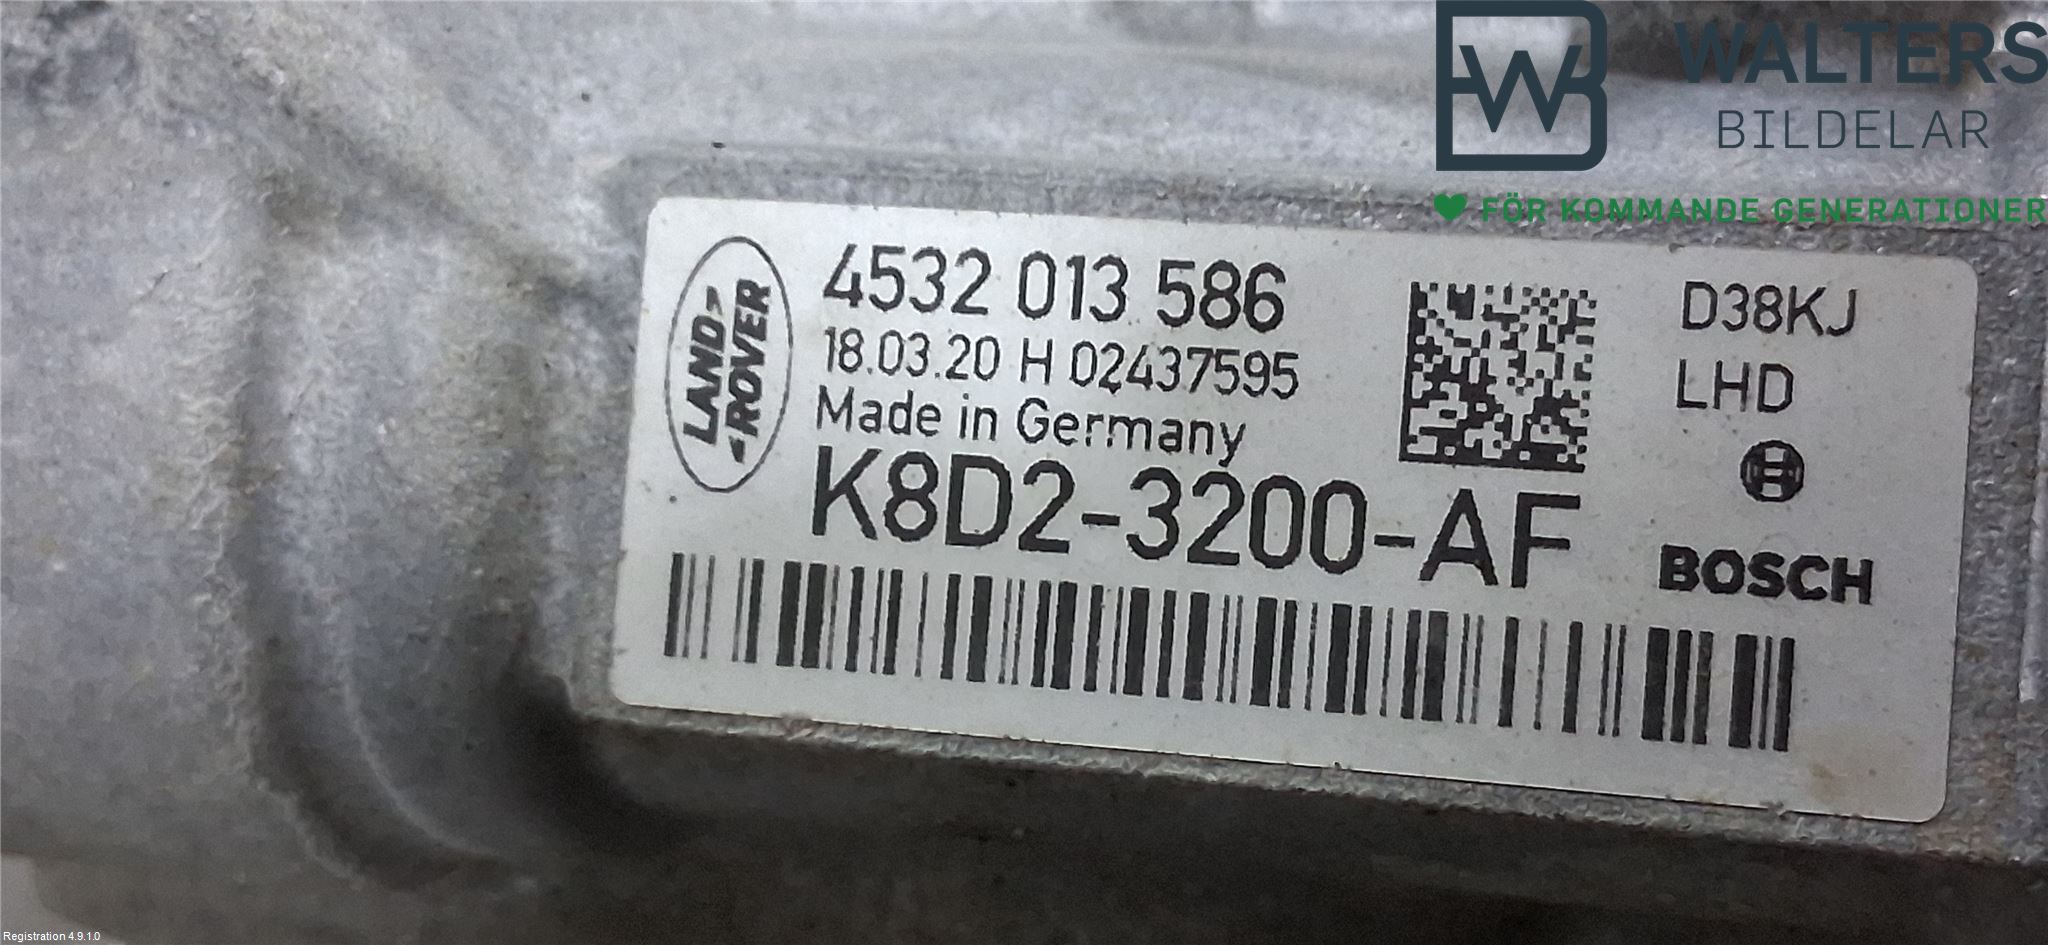 WALTERS
BILDELAR
FÖR KOMMANDE GENERATIONER
LAND
ROVER
4532 013 586
18.03.20 H 02437595
Made in Germany
K8D2-3200-AF
D38KJ
LHD
BOSCH
Registration 4.9.1.0